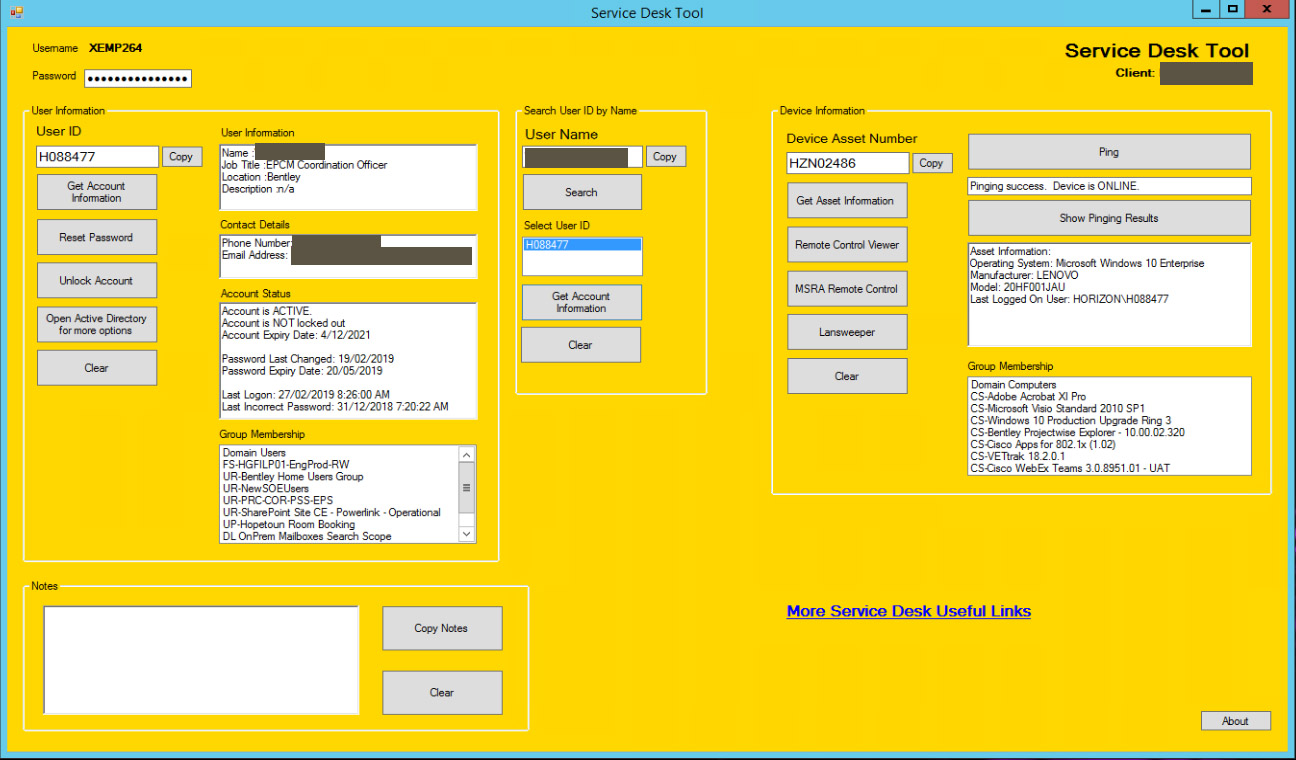 Service Desk Tool
Username XEMP264
Password ●●●●●●●●●●●●●●●
Service Desk Tool
Client:
User Information
User ID
H088477
Copy
Get Account
Information
Reset Password
Unlock Account
Open Active Directory
for more options
Clear
User Information
Name :
Job Title :EPCM Coordination Officer
Location :Bentley
Description :n/a
Contact Details
Phone Number:
Email Address:
Account Status
Account is ACTIVE.
Account is NOT locked out
Account Expiry Date: 4/12/2021
Password Last Changed: 19/02/2019
Password Expiry Date: 20/05/2019
Last Logon: 27/02/2019 8:26:00 AM
Last Incorrect Password: 31/12/2018 7:20:22 AM
Group Membership
Domain Users
FS-HGFILP01-EngProd-RW
UR-Bentley Home Users Group
UR-NewSOEUsers
UR-PRC-COR-PSS-EPS
UR-SharePoint Site CE - Powerlink - Operational
UP-Hopetoun Room Booking
DL OnPrem Mailboxes Search Scope
Search User ID by Name
User Name
Copy
Search
Select User ID
H088477
Get Account
Information
Clear
Device Information
Device Asset Number
HZN02486
Copy
Get Asset Information
Remote Control Viewer
MSRA Remote Control
Lansweeper
Clear
Ping
Pinging success. Device is ONLINE.
Show Pinging Results
Asset Information:
Operating System: Microsoft Windows 10 Enterprise
Manufacturer: LENOVO
Model: 20HF001JAU
Last Logged On User: HORIZON\H088477
Group Membership
Domain Computers
CS-Adobe Acrobat XI Pro
CS-Microsoft Visio Standard 2010 SP1
CS-Windows 10 Production Upgrade Ring 3
CS-Bentley Projectwise Explorer - 10.00.02.320
CS-Cisco Apps for 802.1x (1.02)
CS-VETtrak 18.2.0.1
CS-Cisco WebEx Teams 3.0.8951.01 - UAT
Notes
Copy Notes
Clear
More Service Desk Useful Links
About